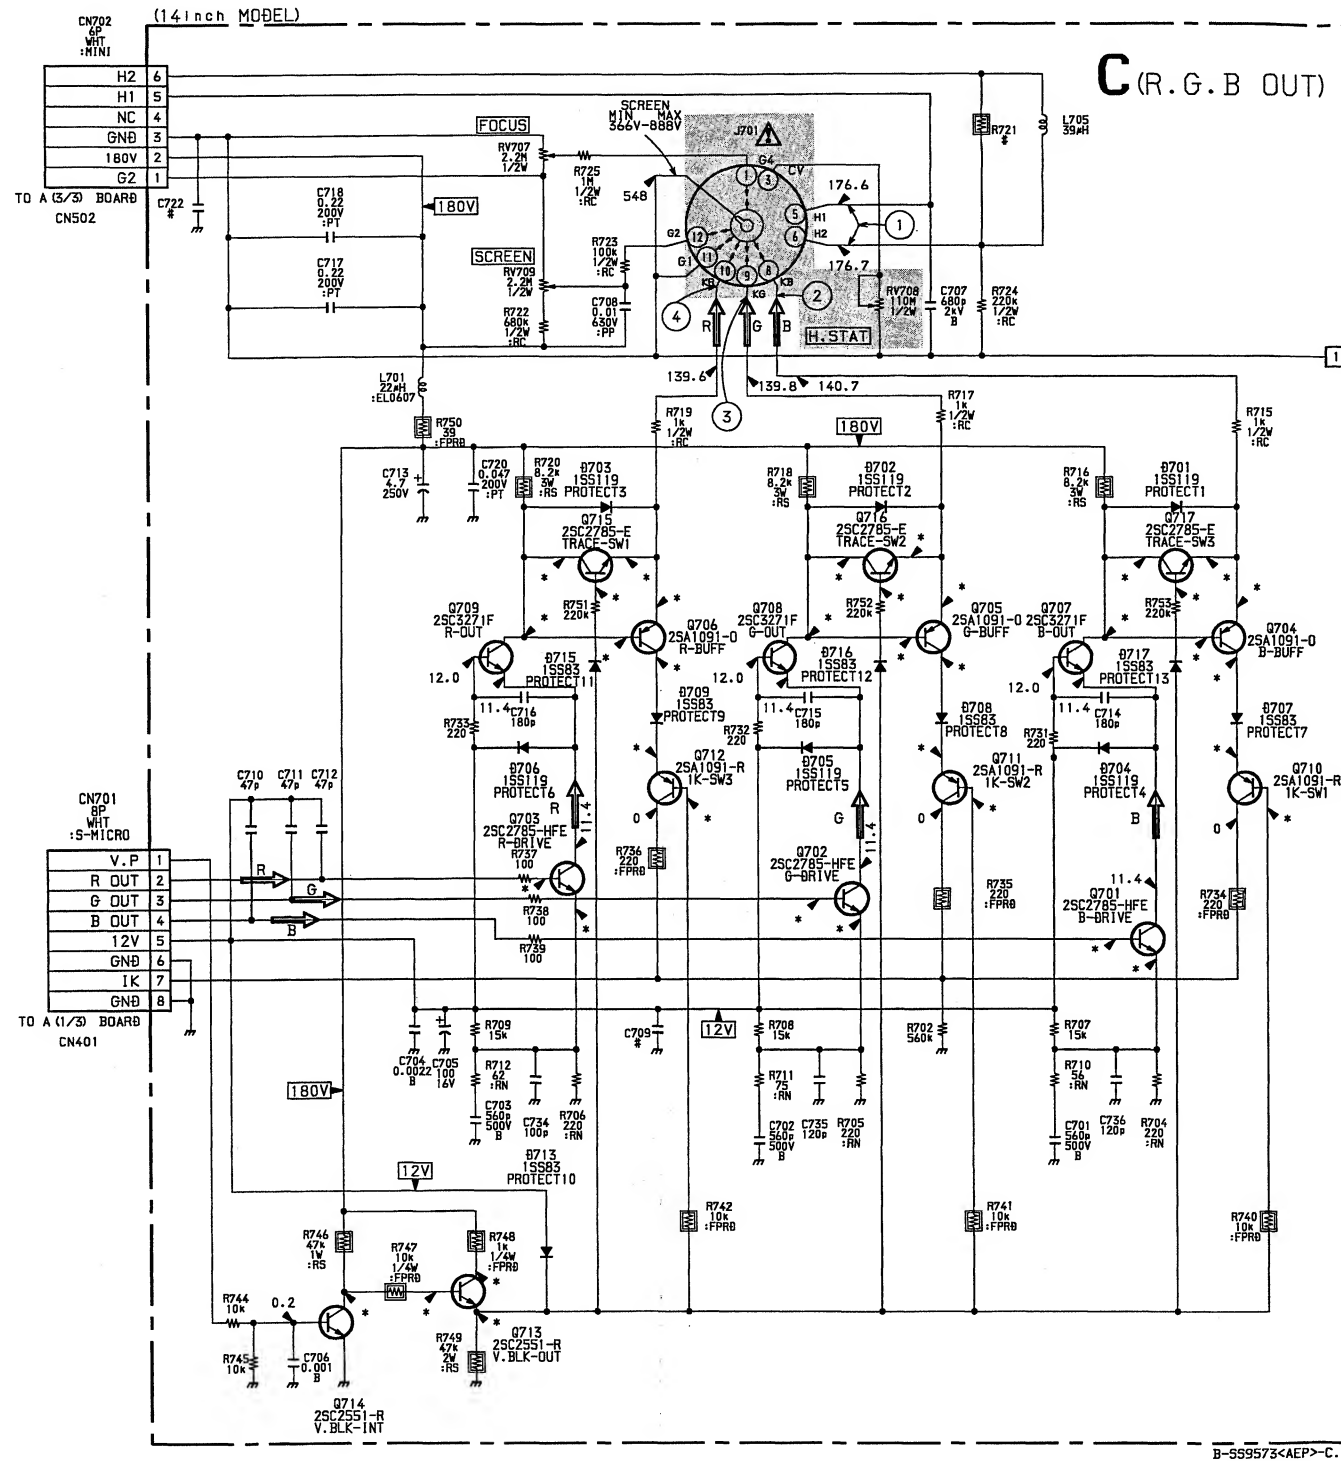 (14inch MODEL)
CN702
6P
WHT
:MINI
H2 6
H1 5
NC 4
GND 3
180V 2
G2 1
TO A (3/3) BOARD
CN502
C (R.G.B OUT)
C722
#
C718
0.22
200V
:PT
C717
0.22
200V
:PT
180V
FOCUS
RV707
2.2M
1/2W
R725
1M
1/2W
:RC
SCREEN
MIN MAX
366V-888V
548
J701
G4
CV
1
3
5
6
8
9
10
11
12
H1
H2
G2
G1
KR
KG
KB
176.6
176.7
1
2
3
4
SCREEN
RV709
2.2M
1/2W
R722
680k
1/2W
:RC
R723
100k
1/2W
:RC
C708
0.01
630V
:PP
R
G
B
RV708
110M
1/2W
H.STAT
C707
680p
2kV
B
R721
#
L705
39μH
R724
220k
1/2W
:RC
1
139.6
139.8
140.7
3
L701
22μH
:EL0607
R750
39
:FPRD
C713
4.7
250V
C720
0.047
200V
:PT
R720
8.2k
3W
:RS
D703
1SS119
PROTECT3
R719
1k
1/2W
:RC
Q715
2SC2785-E
TRACE-SW1
R751
220k
180V
R718
8.2k
3W
:RS
D702
1SS119
PROTECT2
R717
1k
1/2W
:RC
Q716
2SC2785-E
TRACE-SW2
R752
220k
R716
8.2k
3W
:RS
D701
1SS119
PROTECT1
R715
1k
1/2W
:RC
Q717
2SC2785-E
TRACE-SW3
R753
220k
Q709
2SC3271F
R-OUT
Q706
2SA1091-O
R-BUFF
Q708
2SC3271F
G-OUT
Q705
2SA1091-O
G-BUFF
Q707
2SC3271F
B-OUT
Q704
2SA1091-O
B-BUFF
12.0
11.4
D715
1SS83
PROTECT11
C716
180p
R733
220
D709
1SS83
PROTECT9
12.0
11.4
D716
1SS83
PROTECT12
C715
180p
R732
220
D708
1SS83
PROTECT8
12.0
11.4
D717
1SS83
PROTECT13
C714
180p
R731
220
D707
1SS83
PROTECT7
D706
1SS119
PROTECT6
Q712
2SA1091-R
1K-SW3
D705
1SS119
PROTECT5
Q711
2SA1091-R
1K-SW2
D704
1SS119
PROTECT4
Q710
2SA1091-R
1K-SW1
C710
47p
C711
47p
C712
47p
R
11.4
G
11.4
B
11.4
0
0
0
Q703
2SC2785-HFE
R-DRIVE
R737
100
R738
100
R739
100
R736
220
:FPRD
Q702
2SC2785-HFE
G-DRIVE
R735
220
:FPRD
Q701
2SC2785-HFE
B-DRIVE
R734
220
:FPRD
CN701
8P
WHT
:S-MICRO
V.P 1
R OUT 2
G OUT 3
B OUT 4
12V 5
GND 6
IK 7
GND 8
TO A (1/3) BOARD
CN401
R
G
B
C704
0.0022
B
C705
100
16V
R709
15k
R712
62
:RN
C703
560p
500V
B
C734
100p
R706
220
:RN
C709
#
12V
R708
15k
R711
75
:RN
C702
560p
500V
B
C735
120p
R705
220
:RN
R702
560k
R707
15k
R710
56
:RN
C701
560p
500V
B
C736
120p
R704
220
:RN
180V
12V
D713
1SS83
PROTECT10
R742
10k
:FPRD
R741
10k
:FPRD
R740
10k
:FPRD
R746
47k
1W
:RS
R747
10k
1/4W
:FPRD
R748
1k
1/4W
:FPRD
R744
10k
0.2
R745
10k
C706
0.001
B
R749
47k
2W
:RS
Q713
2SC2551-R
V.BLK-OUT
Q714
2SC2551-R
V.BLK-INT
B-SS9573<AEP>-C.